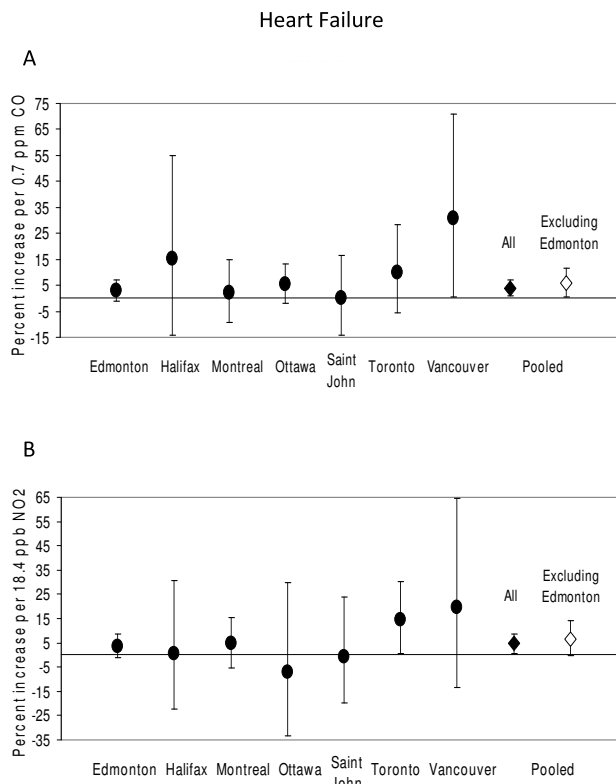 Heart Failure
A
Percent increase per 0.7 ppm CO
75
65
55
45
35
25
15
5
-5
-15
All
Excluding
Edmonton
Edmonton Halifax Montreal Ottawa Saint John Toronto Vancouver Pooled
B
Percent increase per 18.4 ppb NO2
65
55
45
35
25
15
5
-5
-15
-25
-35
All
Excluding
Edmonton
Edmonton Halifax Montreal Ottawa Saint John Toronto Vancouver Pooled